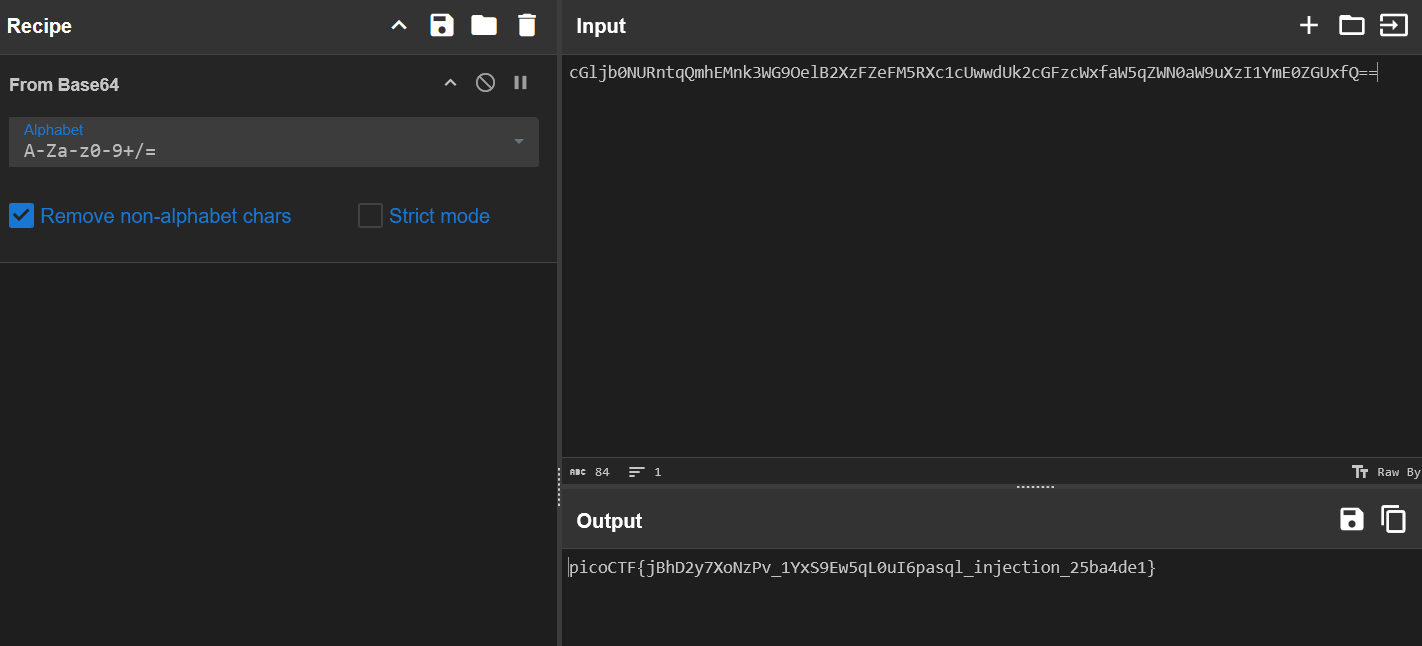 Recipe
From Base64
Alphabet
A-Za-z0-9+/=
Remove non-alphabet chars
Strict mode
Input
cGljb0NURntqQmhEMnk3WG9OelB2XzFZeFM5RXc1cUwwdUk2cGFzcWxfaW5qZWN0aW9uXzI1YmE0ZGUxfQ==
ABC 84 1 Tт Raw By
Output
picoCTF{jBhD2y7XoNzPv_1YxS9Ew5qL0uI6pasql_injection_25ba4de1}